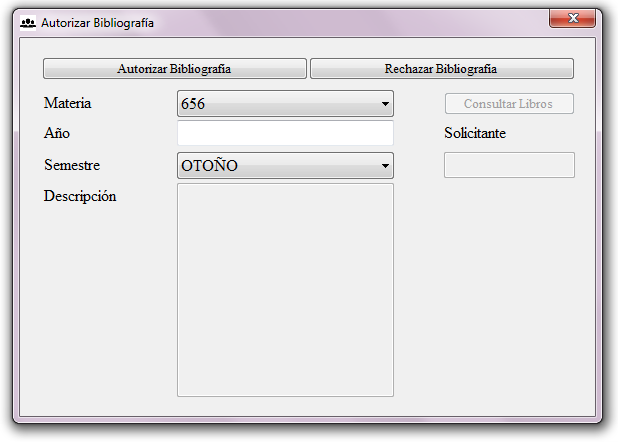 Autorizar Bibliografía
Autorizar Bibliografía Rechazar Bibliografía
Materia 656 Consultar Libros
Año Solicitante
Semestre OTOÑO
Descripción